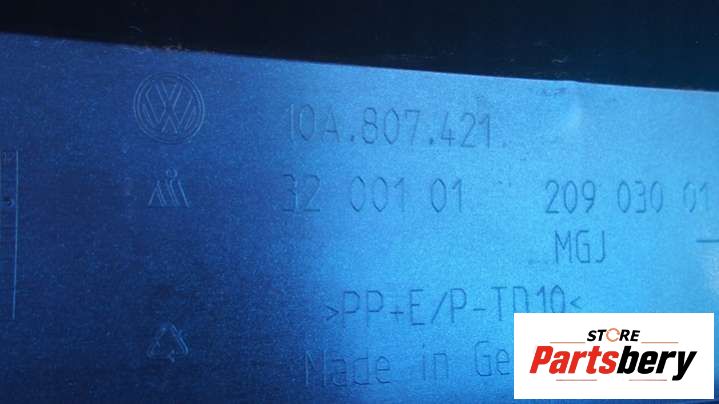 10A.807.421.
32 001 01 209 030 01
MGJ
>PP+E/P-TD10<
Made in Ge
STORE
Partsbery